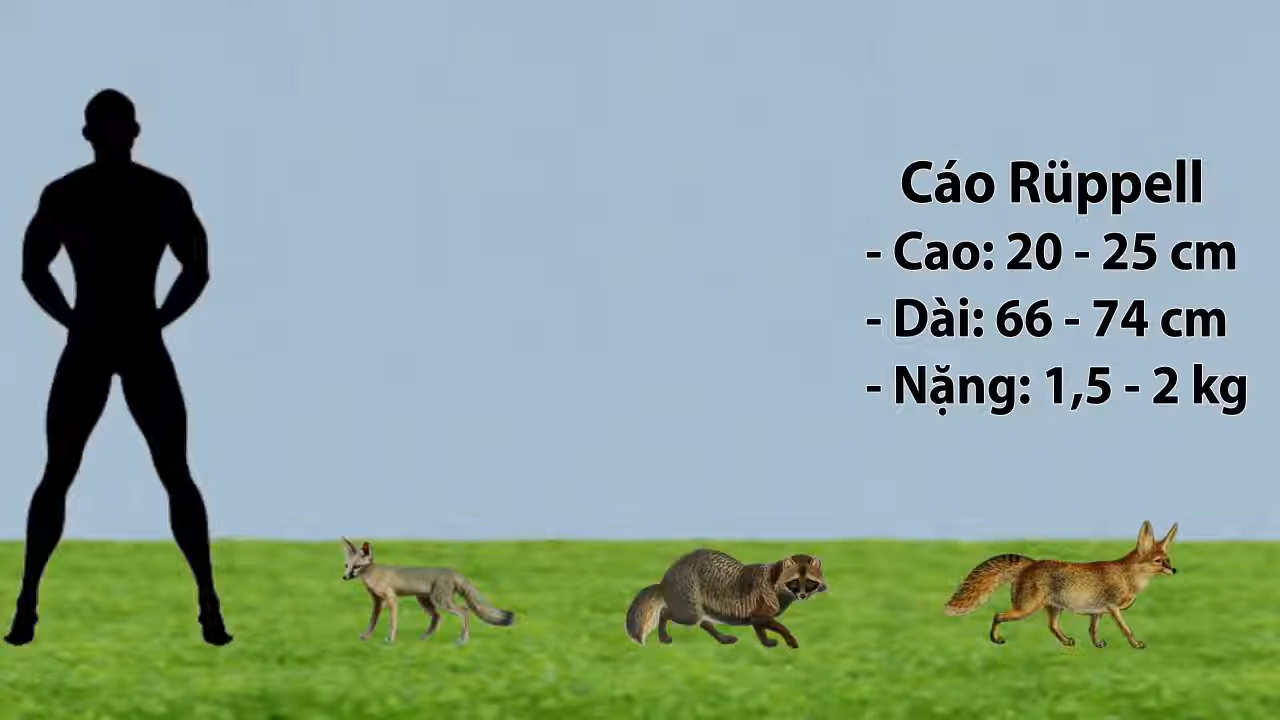 Cáo Rüppell
- Cao: 20 - 25 cm
- Dài: 66 - 74 cm
- Nặng: 1,5 - 2 kg